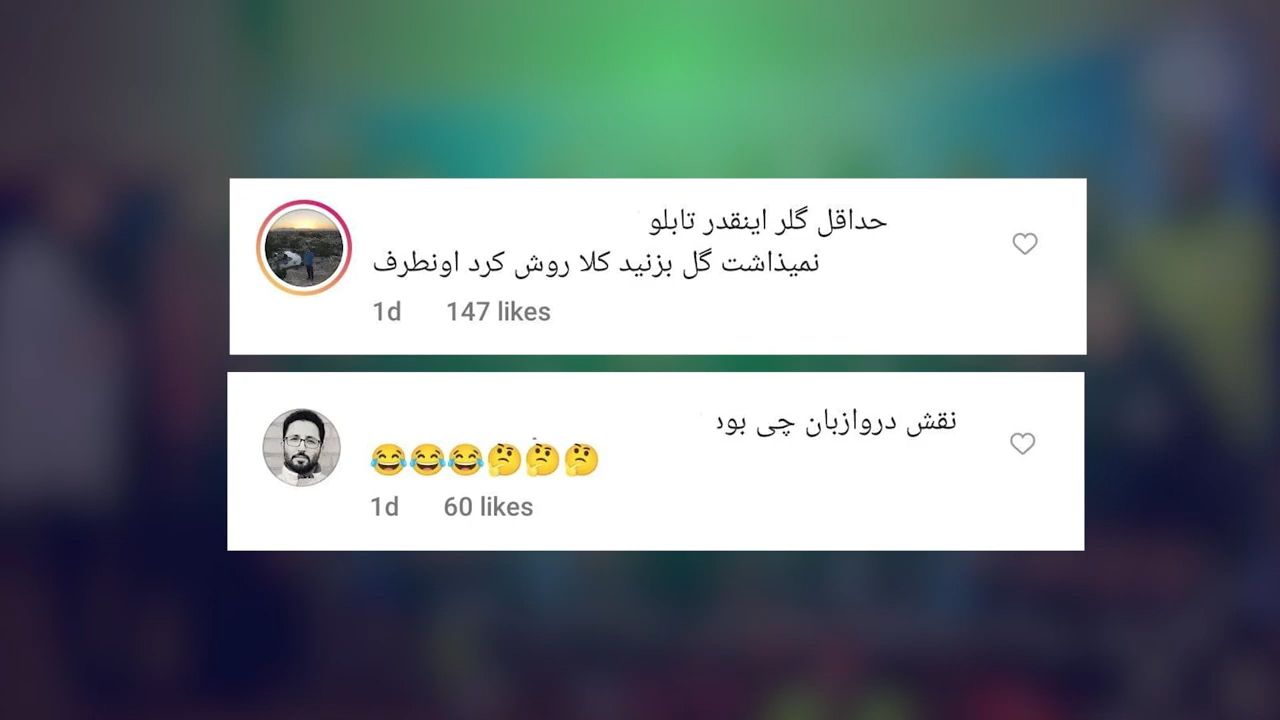 حداقل گلر اینقدر تابلو
نمیذاشت گل بزنید کلا روش کرد اونطرف
1d 147 likes
نقش دروازبان چی بود
😂😂😂🤔🤔🤔
1d 60 likes